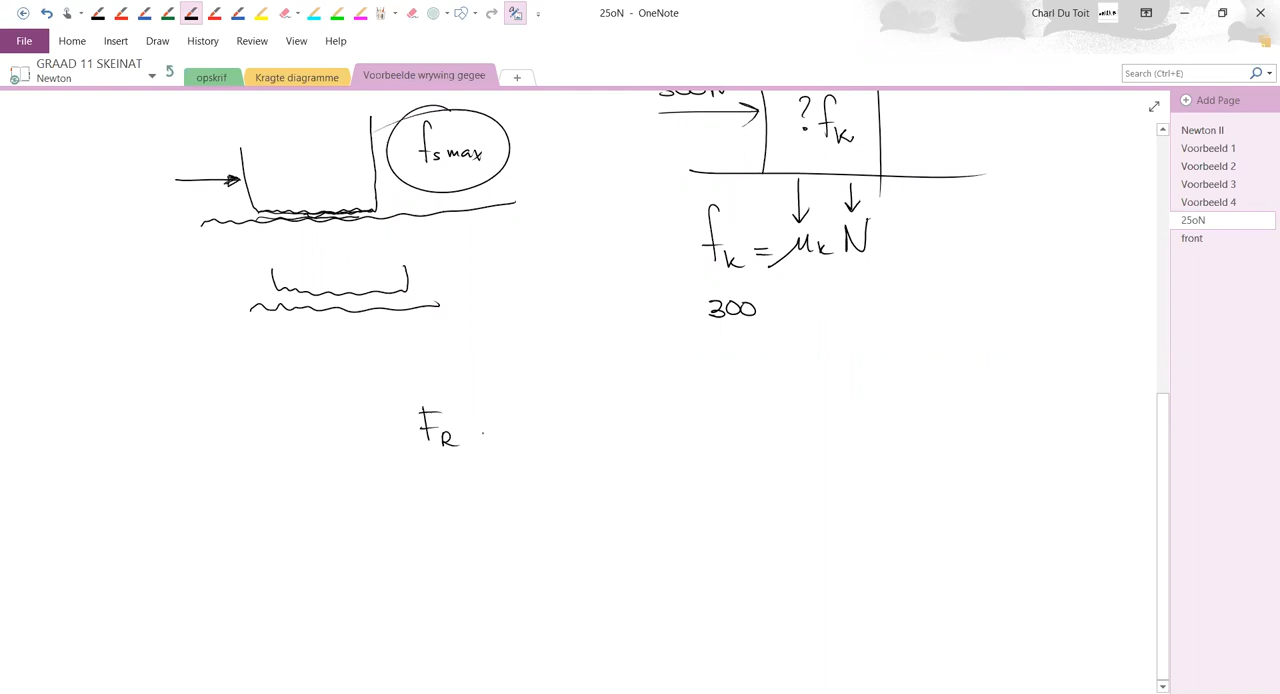 25oN - OneNote
Charl Du Toit
File Home Insert Draw History Review View Help
GRAAD 11 SKEINAT
Newton
opskrif
Kragte diagramme
Voorbeelde wrywing gegee
Search (Ctrl+E)
Add Page
Newton II
Voorbeeld 1
Voorbeeld 2
Voorbeeld 3
Voorbeeld 4
25oN
front
fs max
? fk
fk = μk N
300
FR